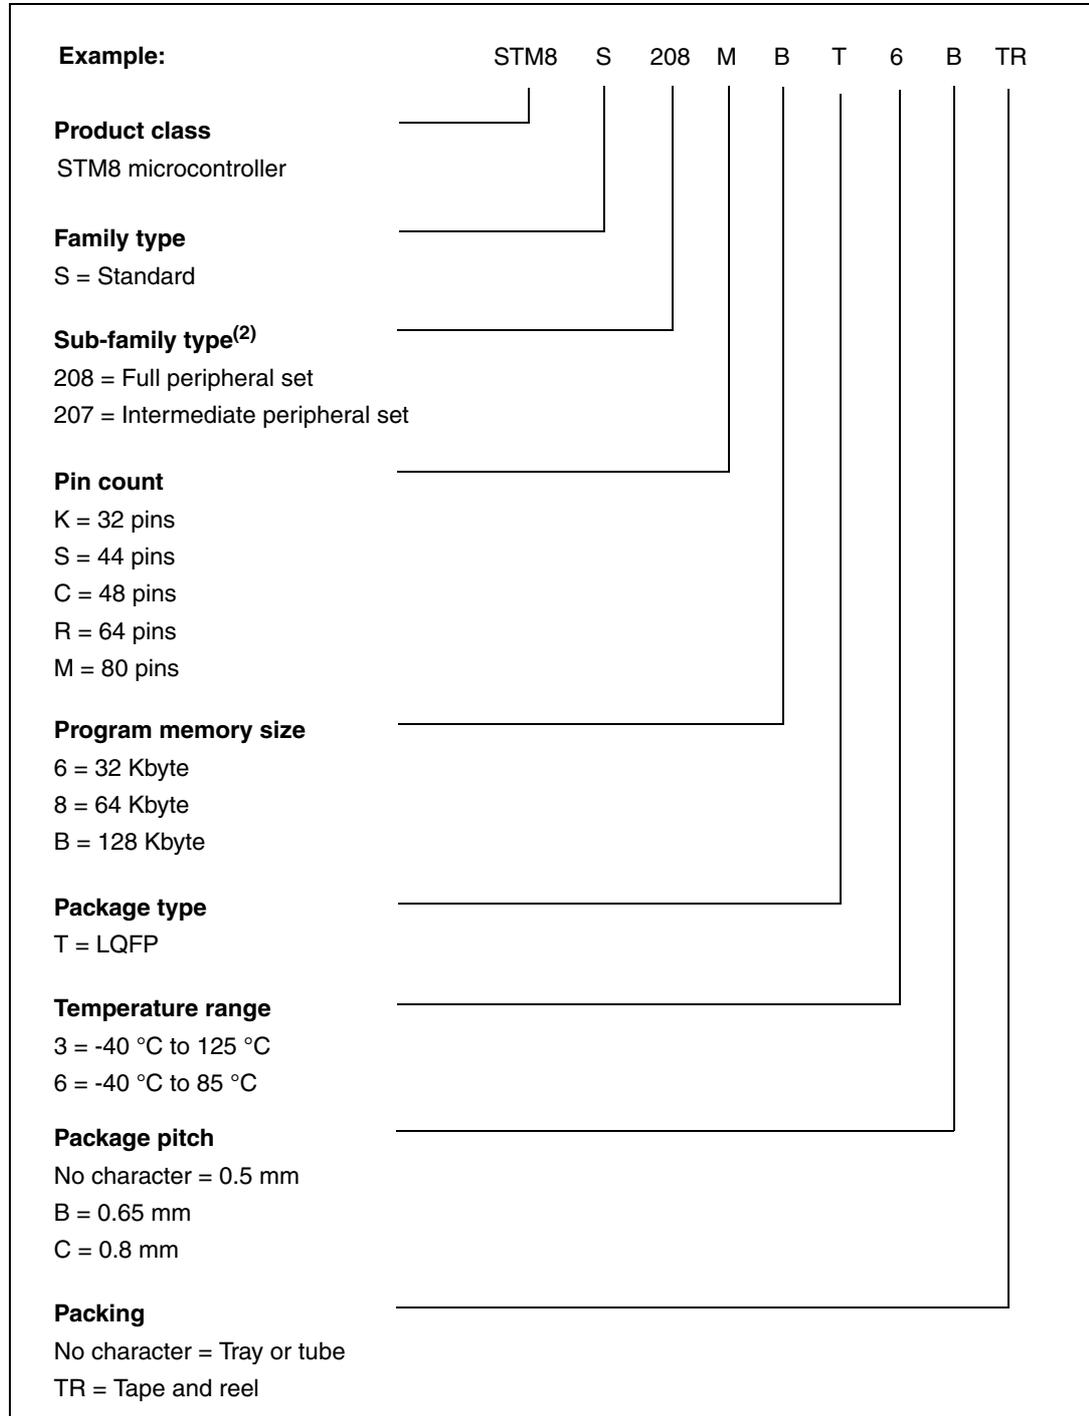 Example: STM8 S 208 M B T 6 B TR
Product class
STM8 microcontroller
Family type
S = Standard
Sub-family type(2)
208 = Full peripheral set
207 = Intermediate peripheral set
Pin count
K = 32 pins
S = 44 pins
C = 48 pins
R = 64 pins
M = 80 pins
Program memory size
6 = 32 Kbyte
8 = 64 Kbyte
B = 128 Kbyte
Package type
T = LQFP
Temperature range
3 = -40 °C to 125 °C
6 = -40 °C to 85 °C
Package pitch
No character = 0.5 mm
B = 0.65 mm
C = 0.8 mm
Packing
No character = Tray or tube
TR = Tape and reel